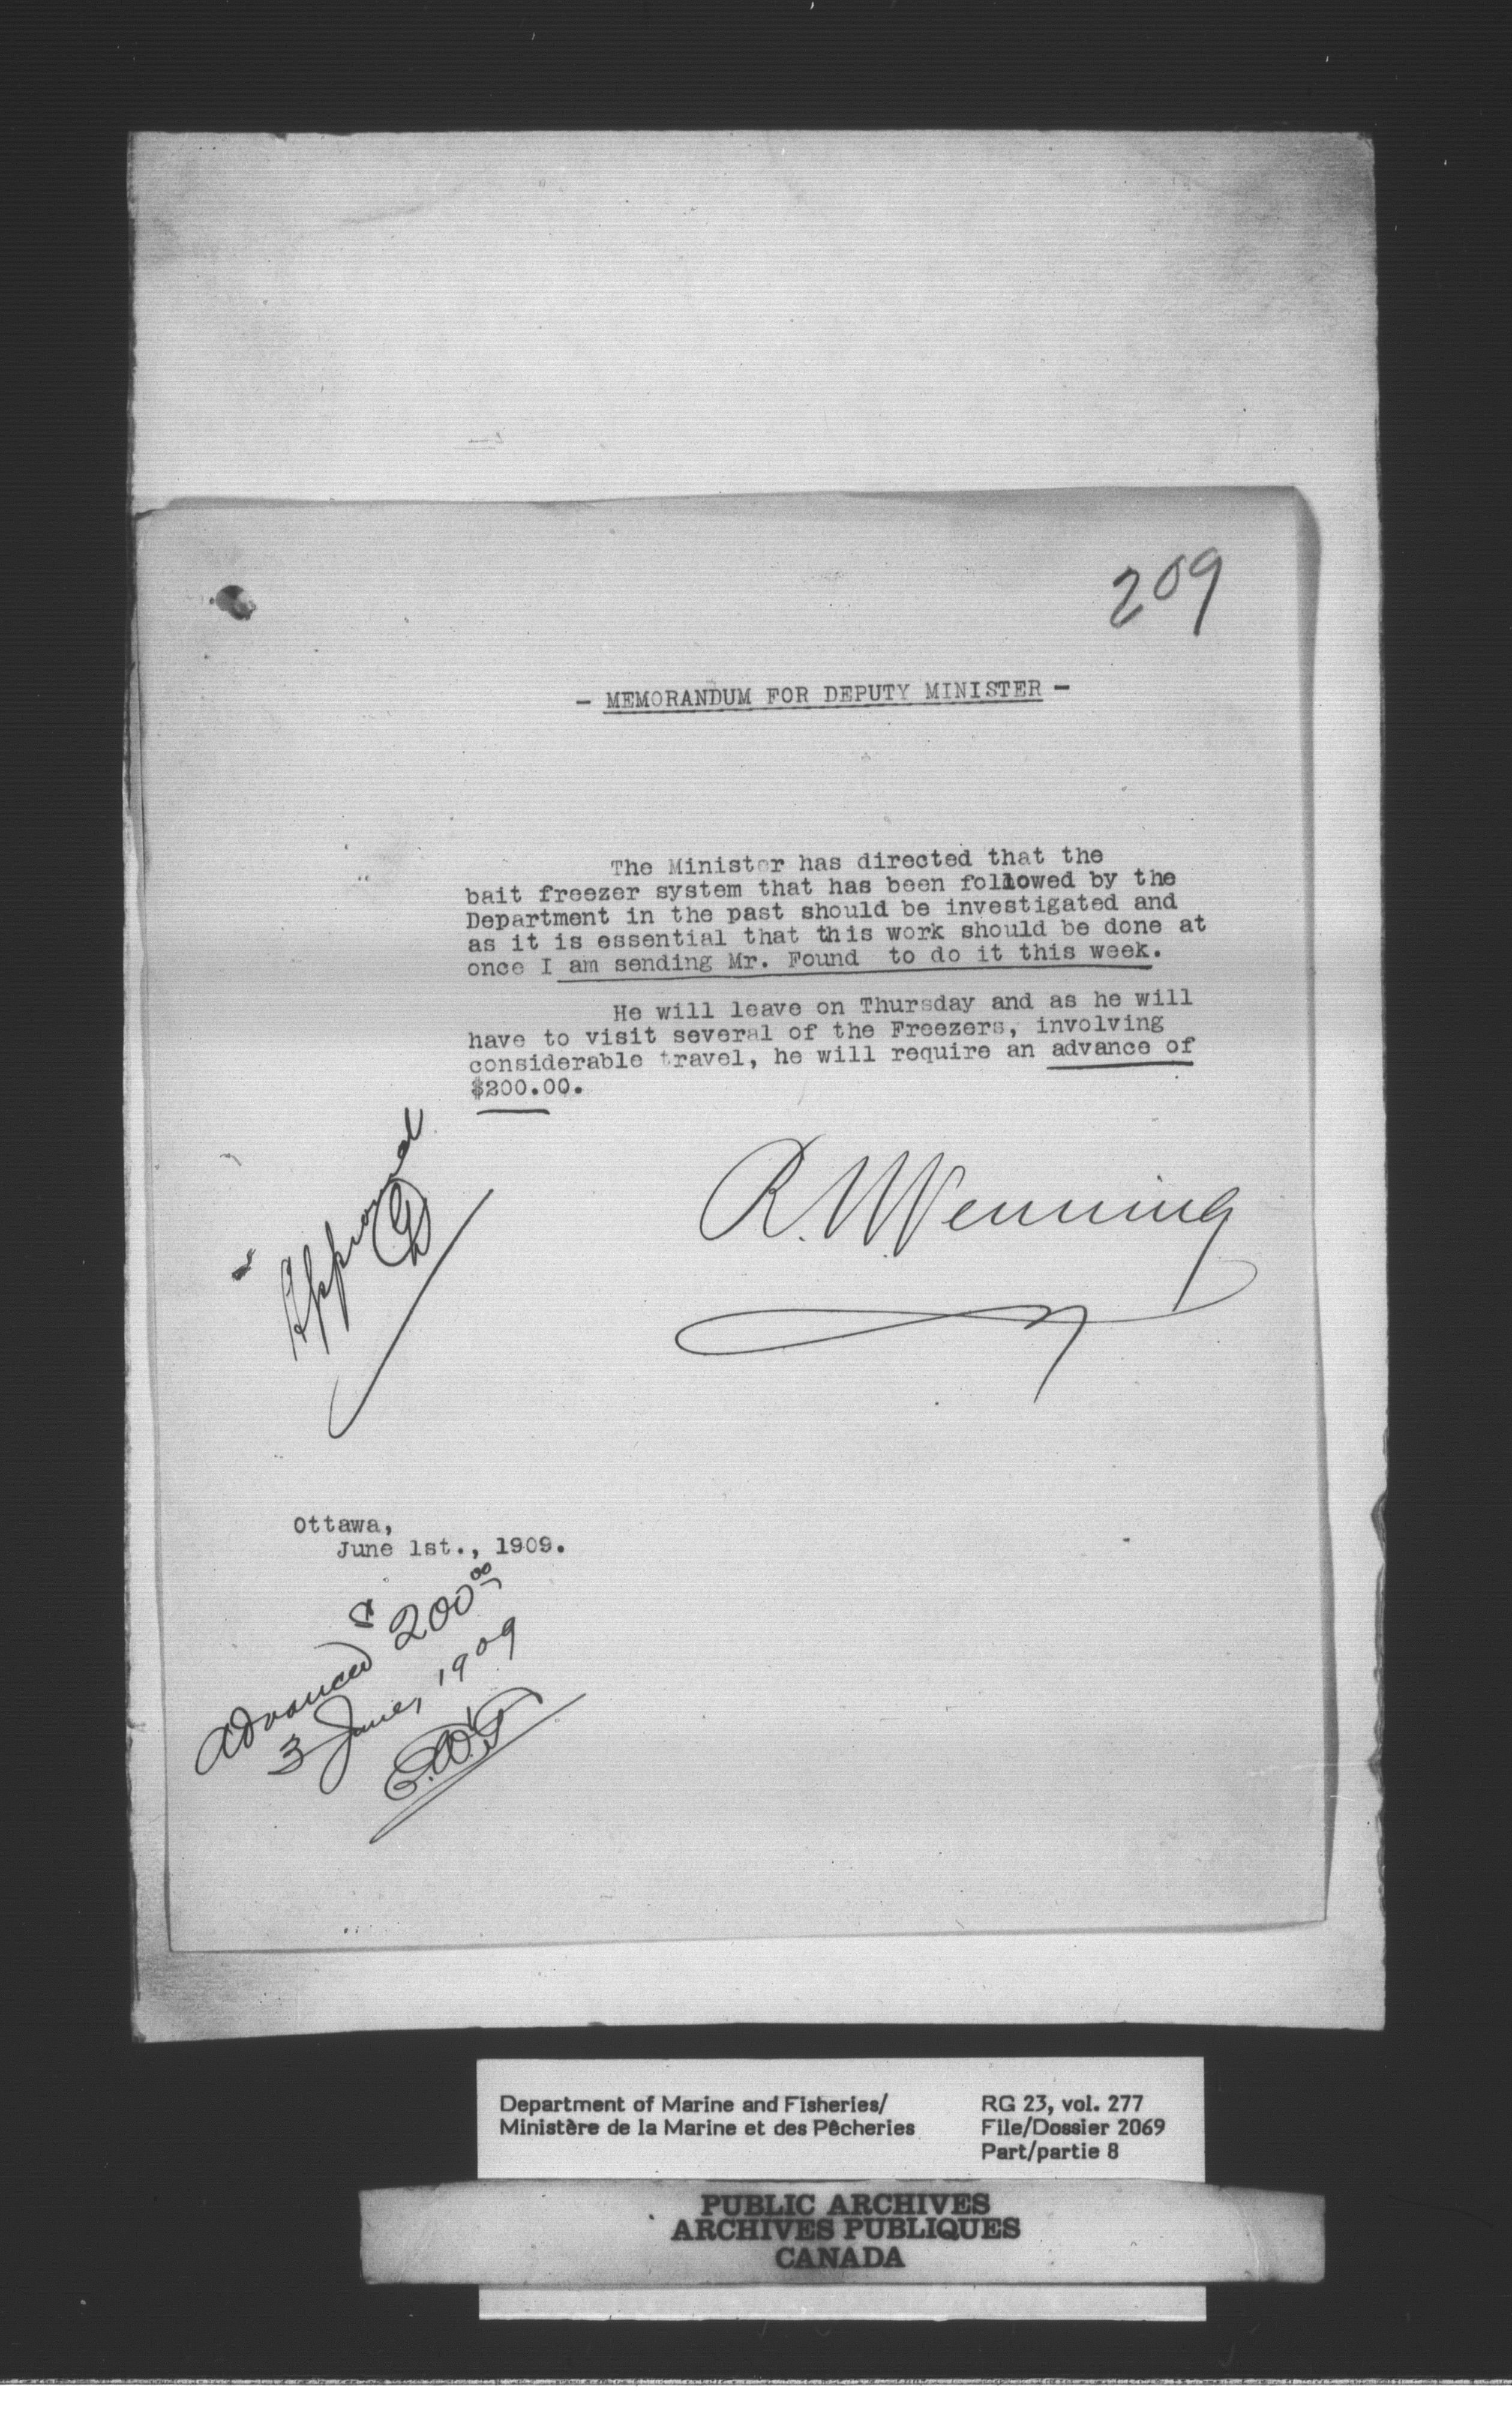 209
- MEMORANDUM FOR DEPUTY MINISTER -
The Minister has directed that the
bait freezer system that has been followed by the
Department in the past should be investigated and
as it is essential that this work should be done at
once I am sending Mr. Found to do it this week.
He will leave on Thursday and as he will
have to visit several of the Freezers, involving
considerable travel, he will require an advance of
$200.00.
Approved
R. N. Venning
Ottawa,
June 1st., 1909.
Advanced $200.00
3 June, 1909
Department of Marine and Fisheries/
Ministère de la Marine et des Pêcheries
RG 23, vol. 277
File/Dossier 2069
Part/partie 8
PUBLIC ARCHIVES
ARCHIVES PUBLIQUES
CANADA